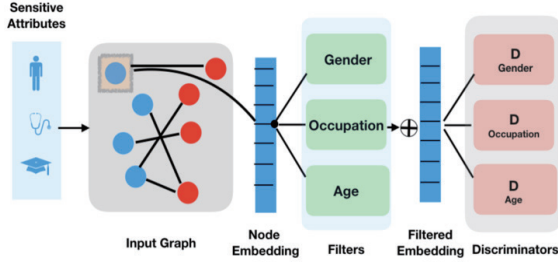 Sensitive
Attributes
Gender
Occupation
Age
D
Gender
D
Occupation
D
Age
Input Graph
Node
Embedding
Filters
Filtered
Embedding
Discriminators